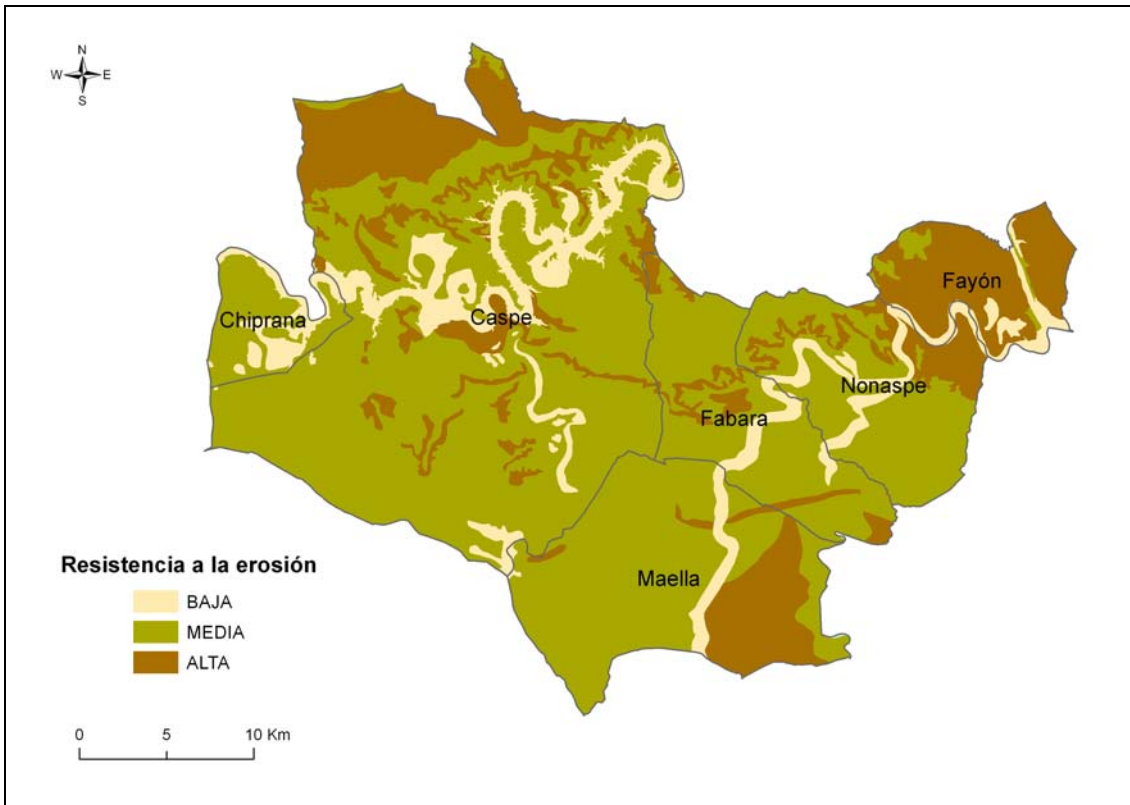 N
W E
S
Fayón
Chiprana
Caspe
Nonaspe
Fabara
Maella
Resistencia a la erosión
BAJA
MEDIA
ALTA
0 5 10 Km